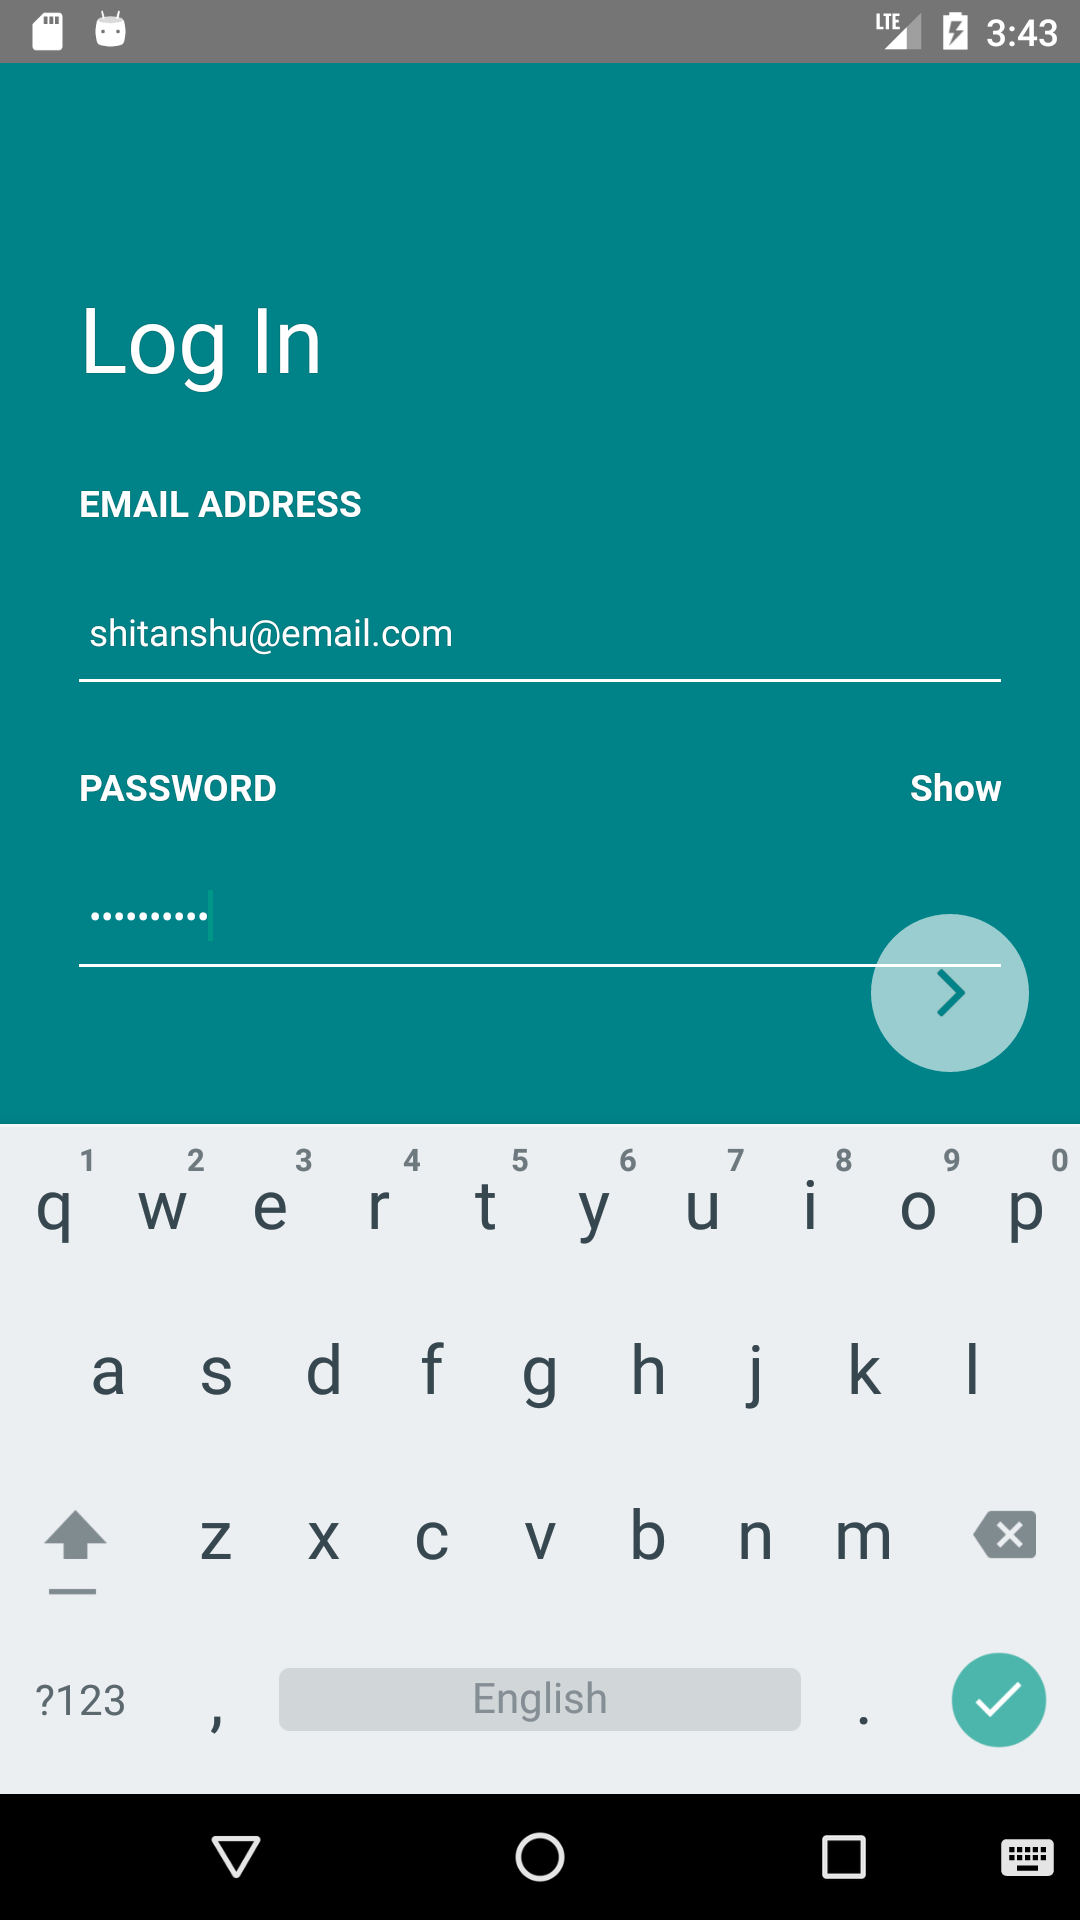 LTE 3:43
Log In
EMAIL ADDRESS
shitanshu@email.com
PASSWORD Show
••••••••••
1 2 3 4 5 6 7 8 9 0
q w e r t y u i o p
a s d f g h j k l
z x c v b n m
?123 , English .